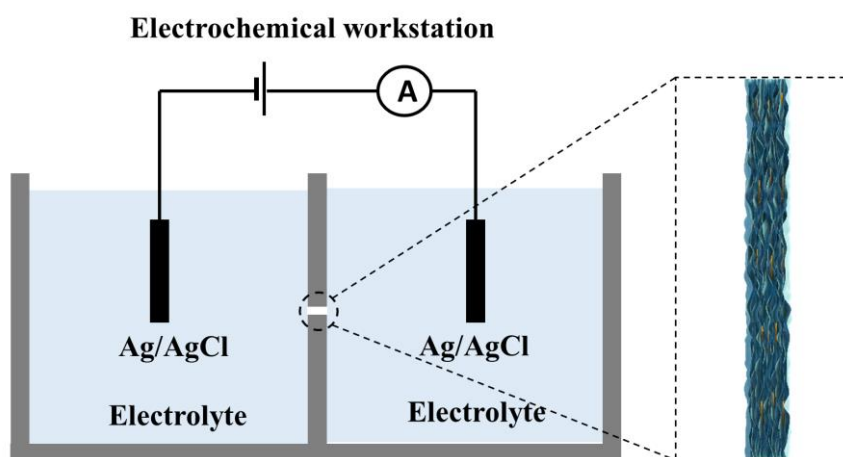 Electrochemical workstation
A
Ag/AgCl
Ag/AgCl
Electrolyte
Electrolyte